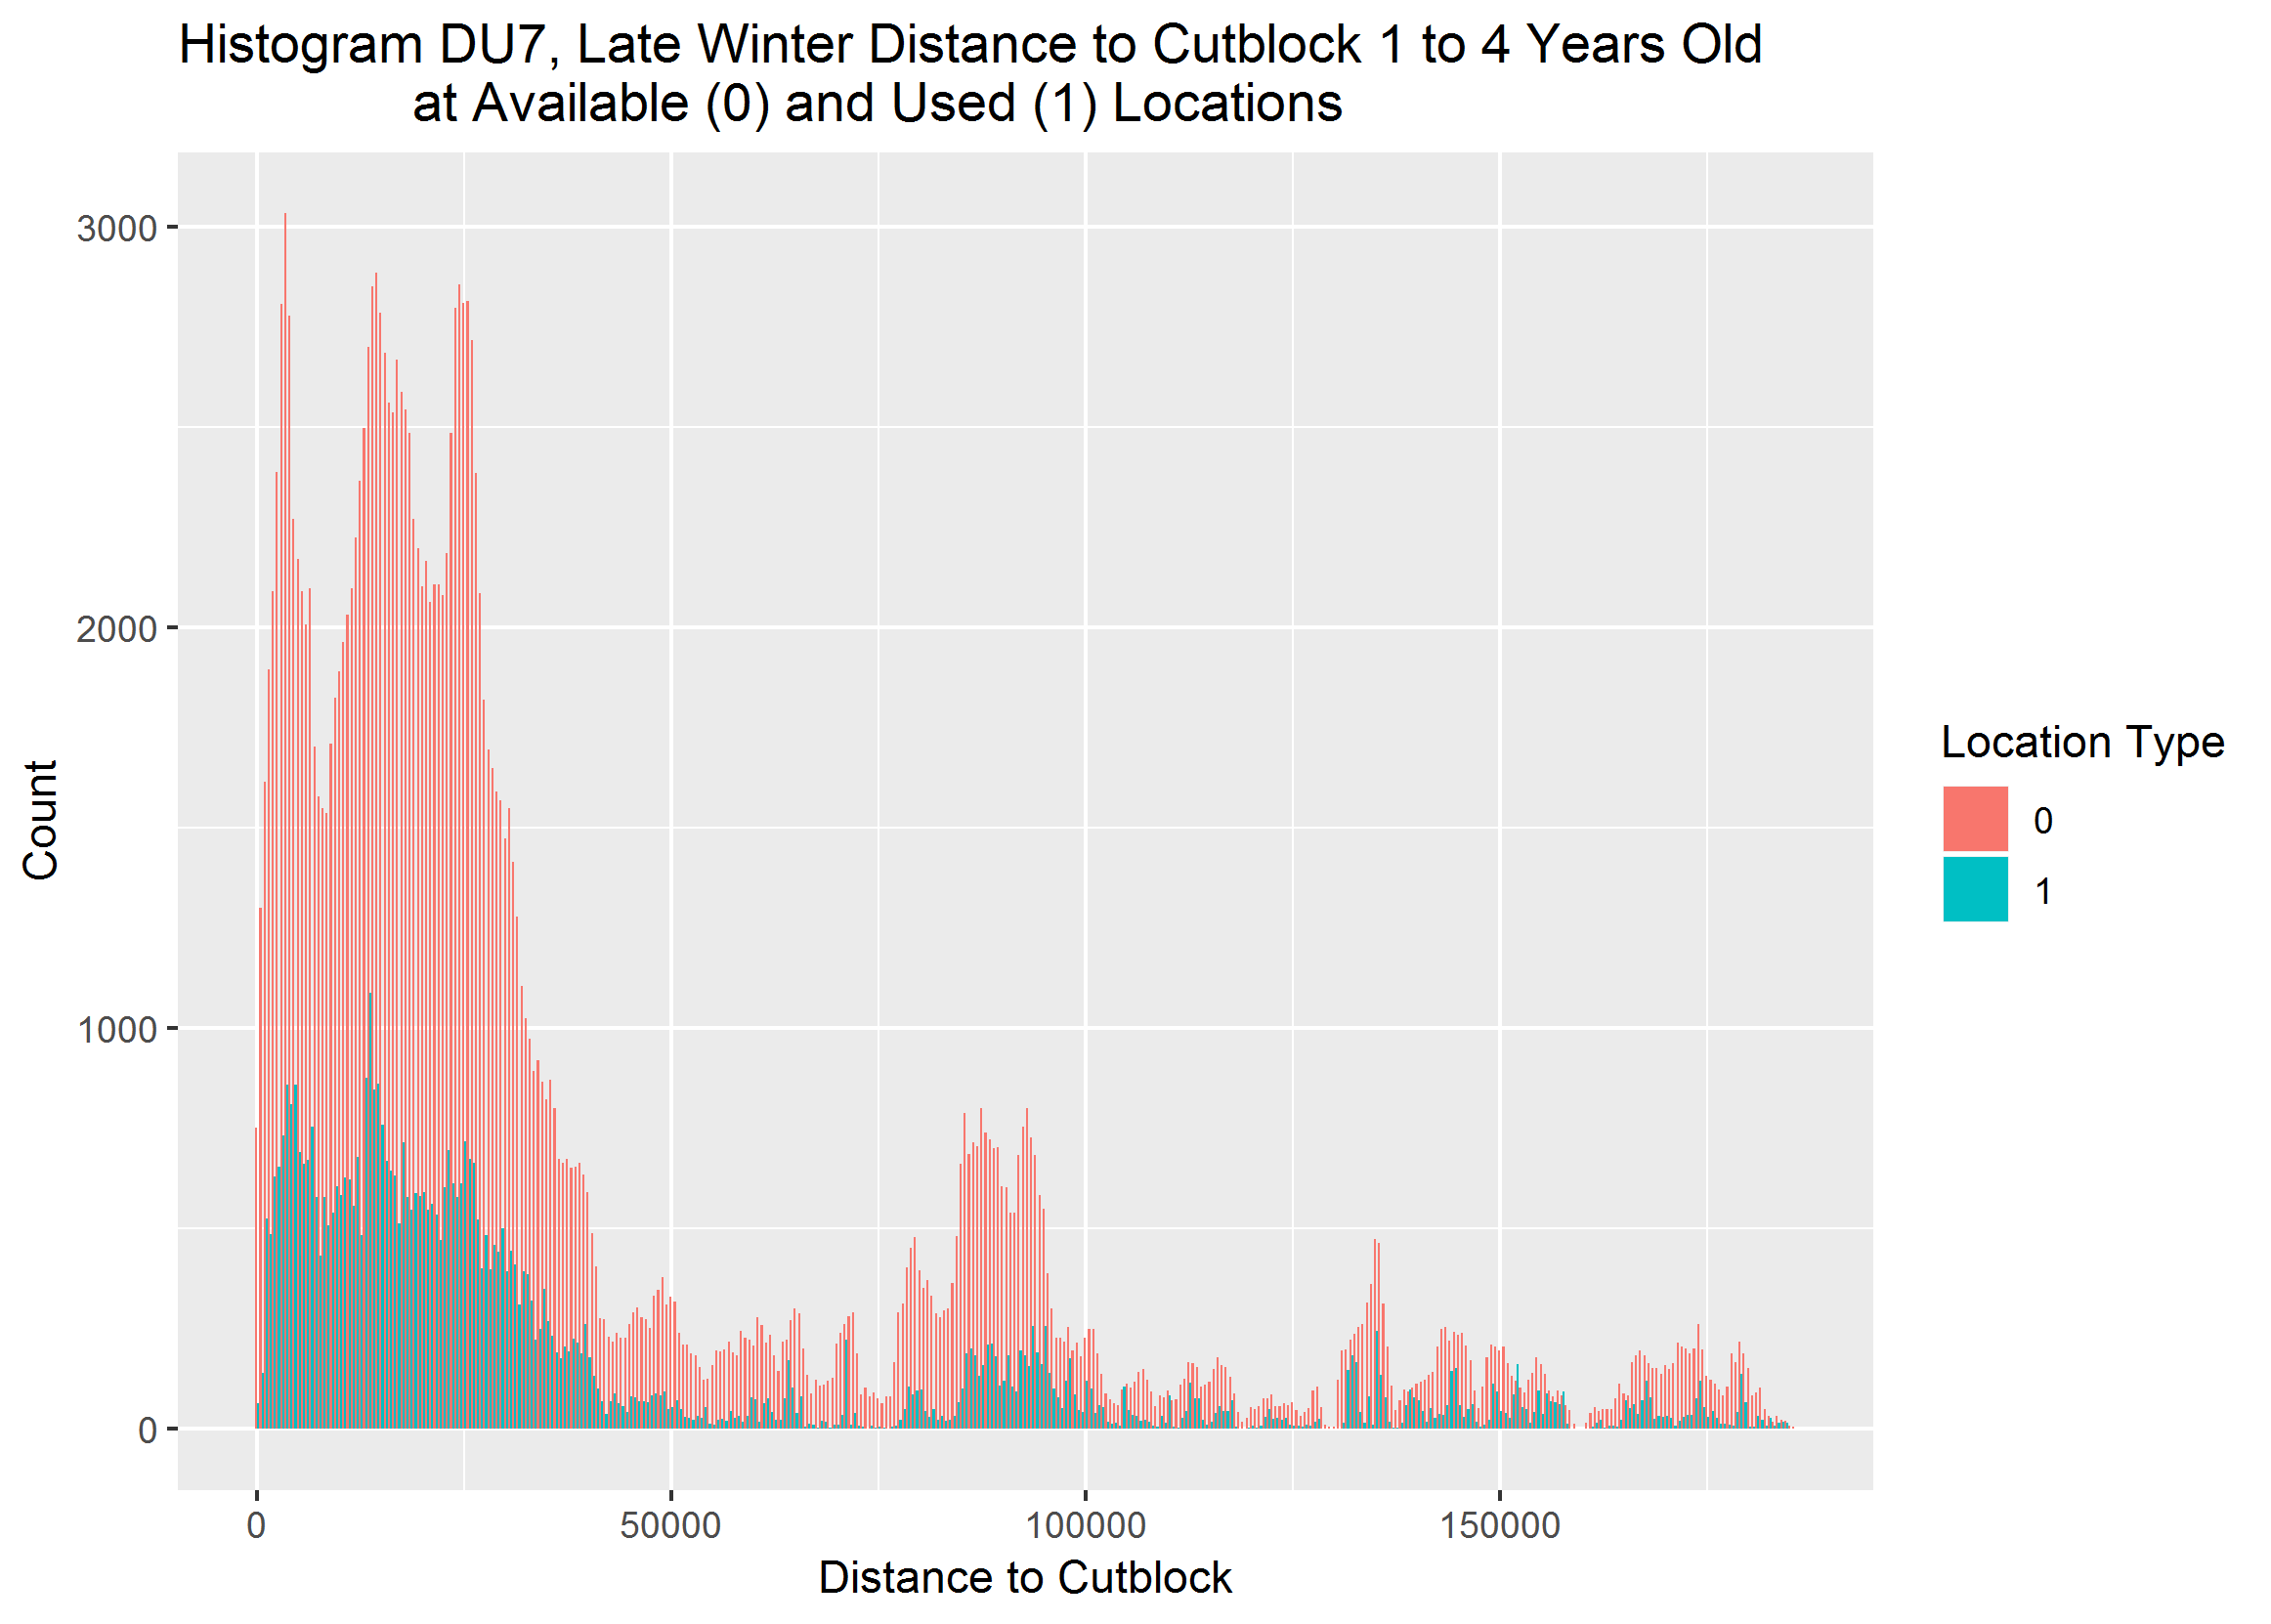 Histogram DU7, Late Winter Distance to Cutblock 1 to 4 Years Old
at Available (0) and Used (1) Locations
3000
2000
1000
0
Count
0 50000 100000 150000
Distance to Cutblock
Location Type
0
1